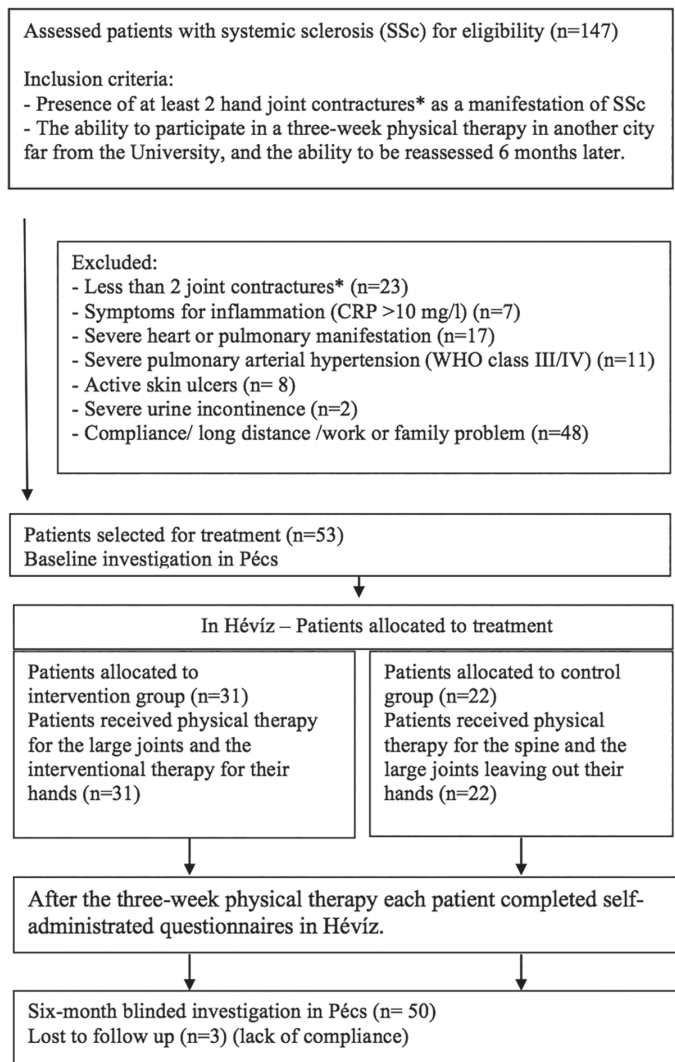 Assessed patients with systemic sclerosis (SSc) for eligibility (n=147)
Inclusion criteria:
- Presence of at least 2 hand joint contractures* as a manifestation of SSc
- The ability to participate in a three-week physical therapy in another city
far from the University, and the ability to be reassessed 6 months later.
Excluded:
- Less than 2 joint contractures* (n=23)
- Symptoms for inflammation (CRP >10 mg/l) (n=7)
- Severe heart or pulmonary manifestation (n=17)
- Severe pulmonary arterial hypertension (WHO class III/IV) (n=11)
- Active skin ulcers (n= 8)
- Severe urine incontinence (n=2)
- Compliance/ long distance /work or family problem (n=48)
Patients selected for treatment (n=53)
Baseline investigation in Pécs
In Hévíz – Patients allocated to treatment
Patients allocated to
intervention group (n=31)
Patients received physical therapy
for the large joints and the
interventional therapy for their
hands (n=31)
Patients allocated to control
group (n=22)
Patients received physical
therapy for the spine and the
large joints leaving out their
hands (n=22)
After the three-week physical therapy each patient completed self-
administrated questionnaires in Hévíz.
Six-month blinded investigation in Pécs (n= 50)
Lost to follow up (n=3) (lack of compliance)